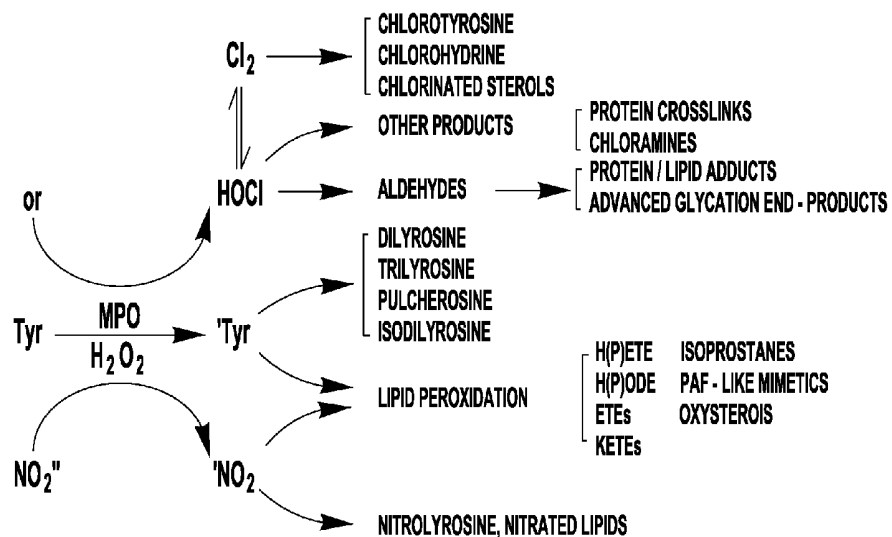 CHLOROTYROSINE
Cl2
CHLOROHYDRINE
CHLORINATED STEROLS
OTHER PRODUCTS
PROTEIN CROSSLINKS
CHLORAMINES
or
HOCl
ALDEHYDES
PROTEIN / LIPID ADDUCTS
ADVANCED GLYCATION END - PRODUCTS
DILYROSINE
TRILYROSINE
PULCHEROSINE
ISODILYROSINE
Tyr
MPO
H2O2
'Tyr
LIPID PEROXIDATION
H(P)ETE ISOPROSTANES
H(P)ODE PAF - LIKE MIMETICS
ETEs OXYSTEROIS
KETEs
NO2"
'NO2
NITROLYROSINE, NITRATED LIPIDS